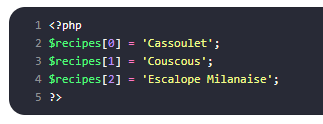 1 <?php
2 $recipes[0] = 'Cassoulet';
3 $recipes[1] = 'Couscous';
4 $recipes[2] = 'Escalope Milanaise';
5 ?>